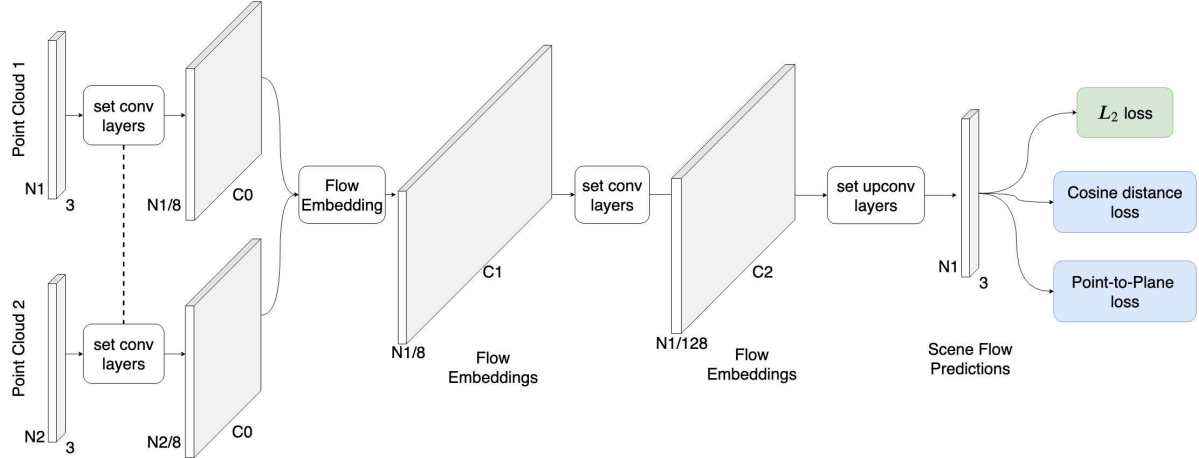 Point Cloud 1
N1
3
set conv
layers
N1/8
C0
Point Cloud 2
N2
3
set conv
layers
N2/8
C0
Flow
Embedding
N1/8
C1
Flow
Embeddings
set conv
layers
N1/128
C2
Flow
Embeddings
set upconv
layers
N1
3
Scene Flow
Predictions
L2 loss
Cosine distance
loss
Point-to-Plane
loss